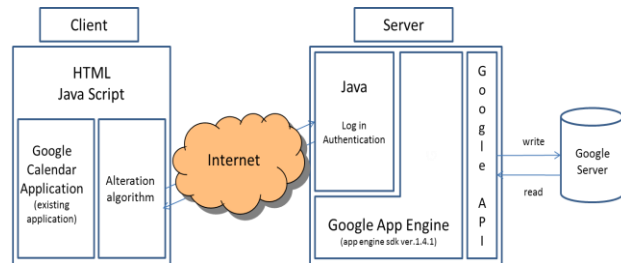 Client
HTML
Java Script
Google
Calendar
Application
(existing
application)
Alteration
algorithm
Internet
Server
Java
Log in
Authentication
Google App Engine
(app engine sdk ver.1.4.1)
G
o
o
g
l
e
A
P
I
write
read
Google
Server